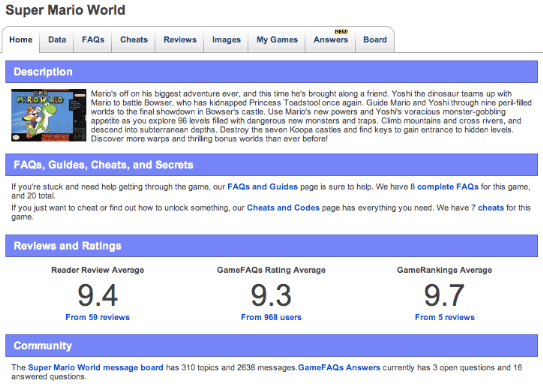 Super Mario World
Home Data FAQs Cheats Reviews Images My Games Answers NEW! Board
Description
MARIO WORLD
Mario's off on his biggest adventure ever, and this time he's brought along a friend. Yoshi the dinosaur teams up with
Mario to battle Bowser, who has kidnapped Princess Toadstool once again. Guide Mario and Yoshi through nine peril-filled
worlds to the final showdown in Bowser's castle. Use Mario's new powers and Yoshi's voracious monster-gobbling
appetite as you explore 96 levels filled with dangerous new monsters and traps. Climb mountains and cross rivers, and
descend into subterranean depths. Destroy the seven Koopa castles and find keys to gain entrance to hidden levels.
Discover more warps and thrilling bonus worlds than ever before!
FAQs, Guides, Cheats, and Secrets
If you're stuck and need help getting through the game, our FAQs and Guides page is sure to help. We have 8 complete FAQs for this game,
and 20 total.
If you just want to cheat or find out how to unlock something, our Cheats and Codes page has everything you need. We have 7 cheats for this
game.
Reviews and Ratings
Reader Review Average GameFAQs Rating Average GameRankings Average
9.4 9.3 9.7
From 59 reviews From 968 users From 5 reviews
Community
The Super Mario World message board has 310 topics and 2638 messages.GameFAQs Answers currently has 3 open questions and 16
answered questions.